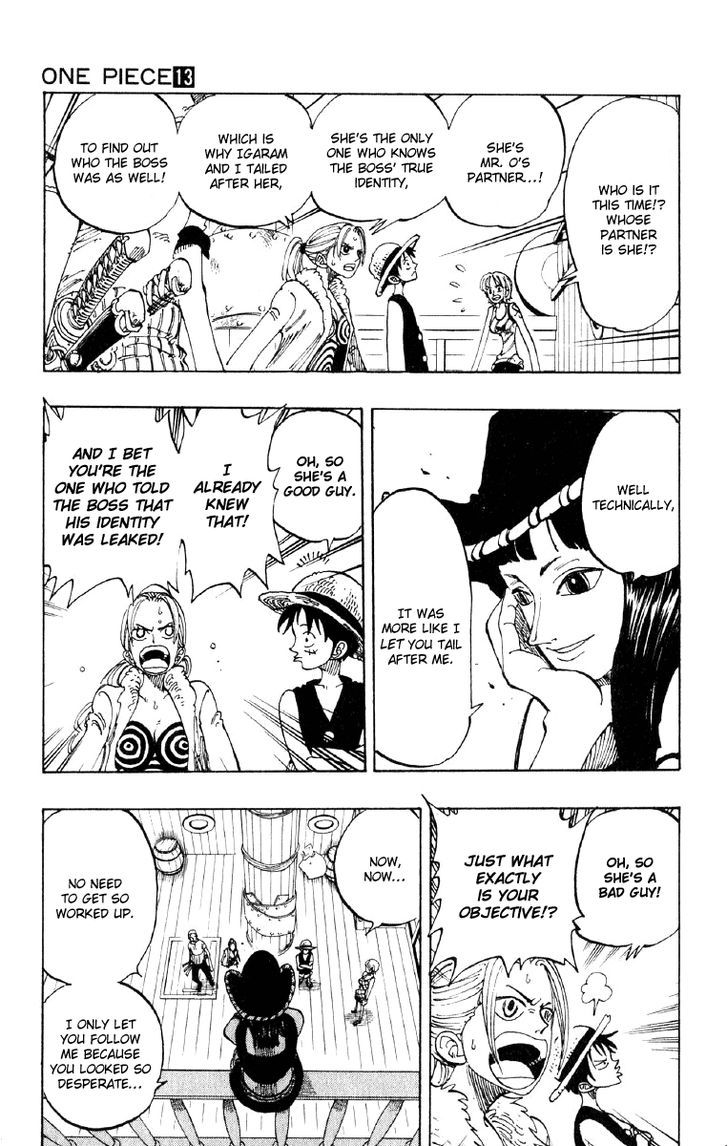 ONE PIECE 13
WHO IS IT
THIS TIME!?
WHOSE
PARTNER
IS SHE!?
SHE'S
MR. O'S
PARTNER...!
SHE'S THE ONLY
ONE WHO KNOWS
THE BOSS' TRUE
IDENTITY,
WHICH IS
WHY IGARAM
AND I TAILED
AFTER HER,
TO FIND OUT
WHO THE BOSS
WAS AS WELL!
WELL
TECHNICALLY,
IT WAS
MORE LIKE I
LET YOU TAIL
AFTER ME.
OH, SO
SHE'S A
GOOD GUY.
I
ALREADY
KNEW
THAT!
AND I BET
YOU'RE THE
ONE WHO TOLD
THE BOSS THAT
HIS IDENTITY
WAS LEAKED!
OH, SO
SHE'S A
BAD GUY!
JUST WHAT
EXACTLY
IS YOUR
OBJECTIVE!?
NOW,
NOW...
NO NEED
TO GET SO
WORKED UP.
I ONLY LET
YOU FOLLOW
ME BECAUSE
YOU LOOKED SO
DESPERATE...